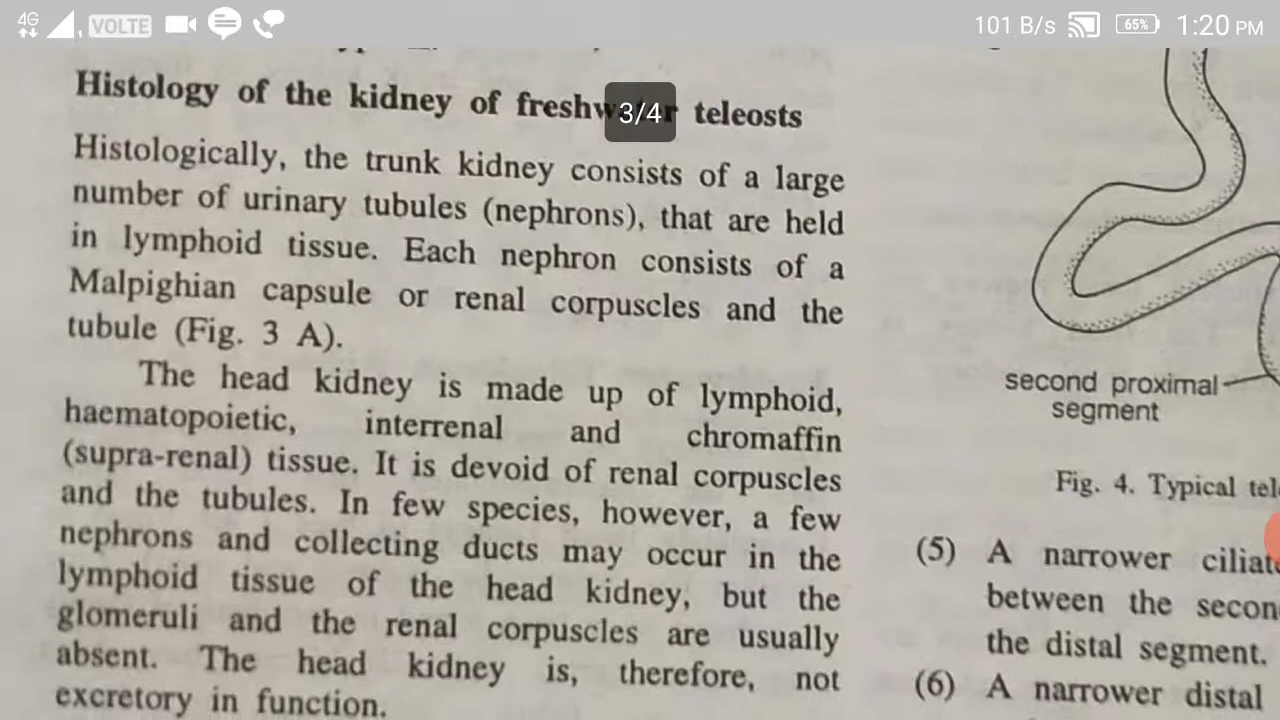 4G VOLTE 101 B/s 65% 1:20 PM
3/4
Histology of the kidney of teleosts
Histologically, the trunk kidney consists of a large
number of urinary tubules (nephrons), that are held
in lymphoid tissue. Each nephron consists of a
Malpighian capsule or renal corpuscles and the
tubule (Fig. 3 A).
The head kidney is made up of lymphoid,
haematopoietic, interrenal and chromaffin
(supra-renal) tissue. It is devoid of renal corpuscles
and the tubules. In few species, however, a few
nephrons and collecting ducts may occur in the
lymphoid tissue of the head kidney, but the
glomeruli and the renal corpuscles are usually
absent. The head kidney is, therefore, not
excretory in function.
second proximal
segment
Fig. 4. Typical tel
(5) A narrower ciliat
between the secon
the distal segment.
(6) A narrower distal